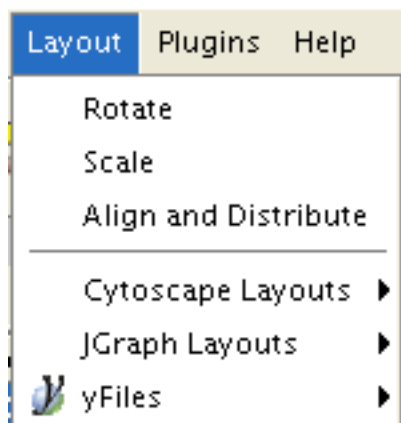 Layout Plugins Help
Rotate
Scale
Align and Distribute
Cytoscape Layouts
JGraph Layouts
yFiles